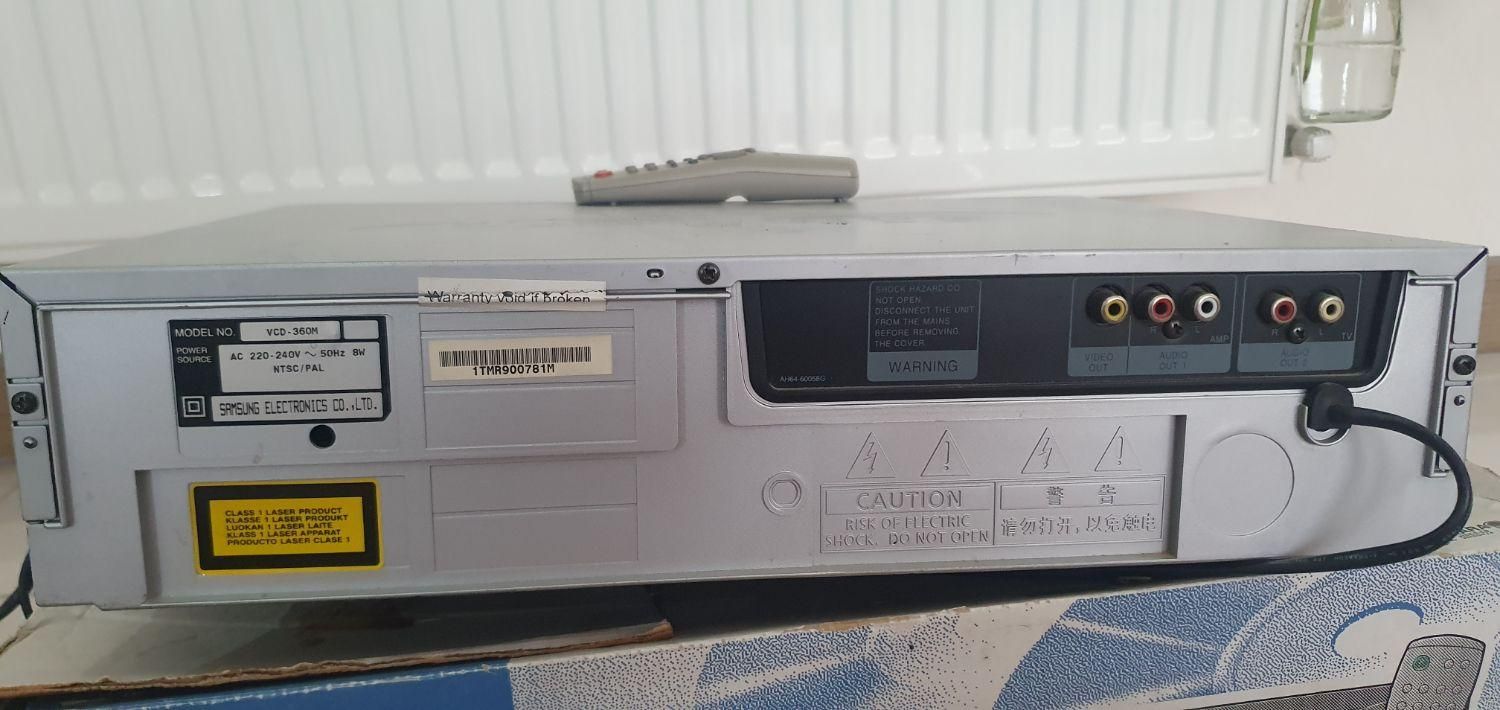 Warranty void if broken
MODEL NO. VCD-360M
POWER
SOURCE
AC 220-240V ~ 50Hz 8W
NTSC/PAL
SAMSUNG ELECTRONICS CO.,LTD.
1TMR900781M
CLASS 1 LASER PRODUCT
KLASSE 1 LASER PRODUKT
LUOKAN 1 LASER LAITE
KLASS 1 LASER APPARAT
PRODUCTO LASER CLASE 1
SHOCK HAZARD CO
NOT OPEN.
DISCONNECT THE UNIT
FROM THE MAINS
BEFORE REMOVING
THE COVER.
WARNING
AH64-60058G
R L
AMP
VIDEO
OUT
AUDIO
OUT 1
R L
TV
AUDIO
OUT 2
CAUTION
RISK OF ELECTRIC
SHOCK. DO NOT OPEN
警告
请勿打开,以免触电